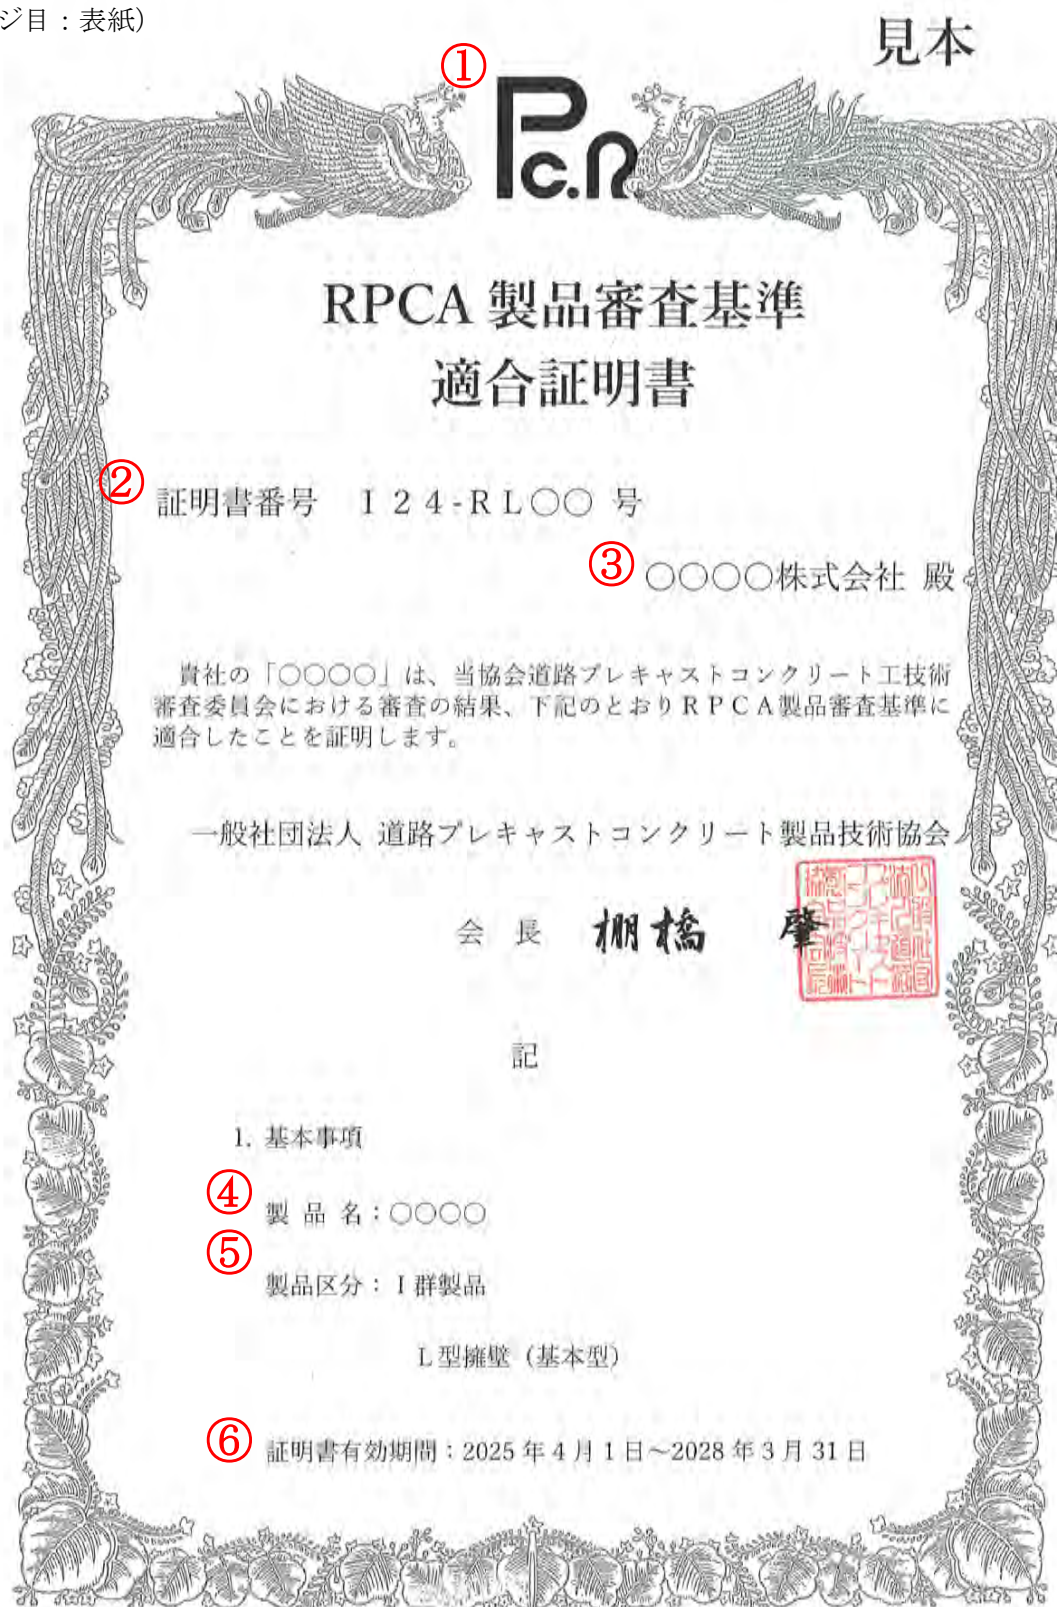 ジ目：表紙）
見本
①
Pc.R
RPCA 製品審査基準
適合証明書
② 証明書番号　Ｉ２４-ＲＬ〇〇 号
③ 〇〇〇〇株式会社 殿
貴社の「〇〇〇〇」は、当協会道路プレキャストコンクリート工技術
審査委員会における審査の結果、下記のとおりＲＰＣＡ製品審査基準に
適合したことを証明します。
一般社団法人 道路プレキャストコンクリート製品技術協会
会 長　棚橋　肇
記
1. 基本事項
④ 製 品 名：〇〇〇〇
⑤
製品区分：Ｉ群製品
Ｌ型擁壁（基本型）
⑥ 証明書有効期間：2025 年 4 月 1 日～2028 年 3 月 31 日